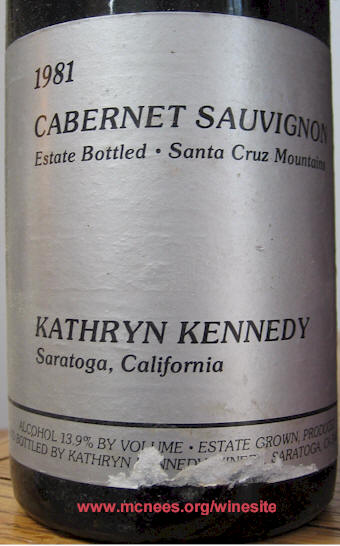 1981
CABERNET SAUVIGNON
Estate Bottled • Santa Cruz Mountains
KATHRYN KENNEDY
Saratoga, California
ALCOHOL 13.9% BY VOLUME • ESTATE GROWN, PRODUCED
BOTTLED BY KATHRYN KENNEDY WINERY, SARATOGA, CA
www.mcnees.org/winesite